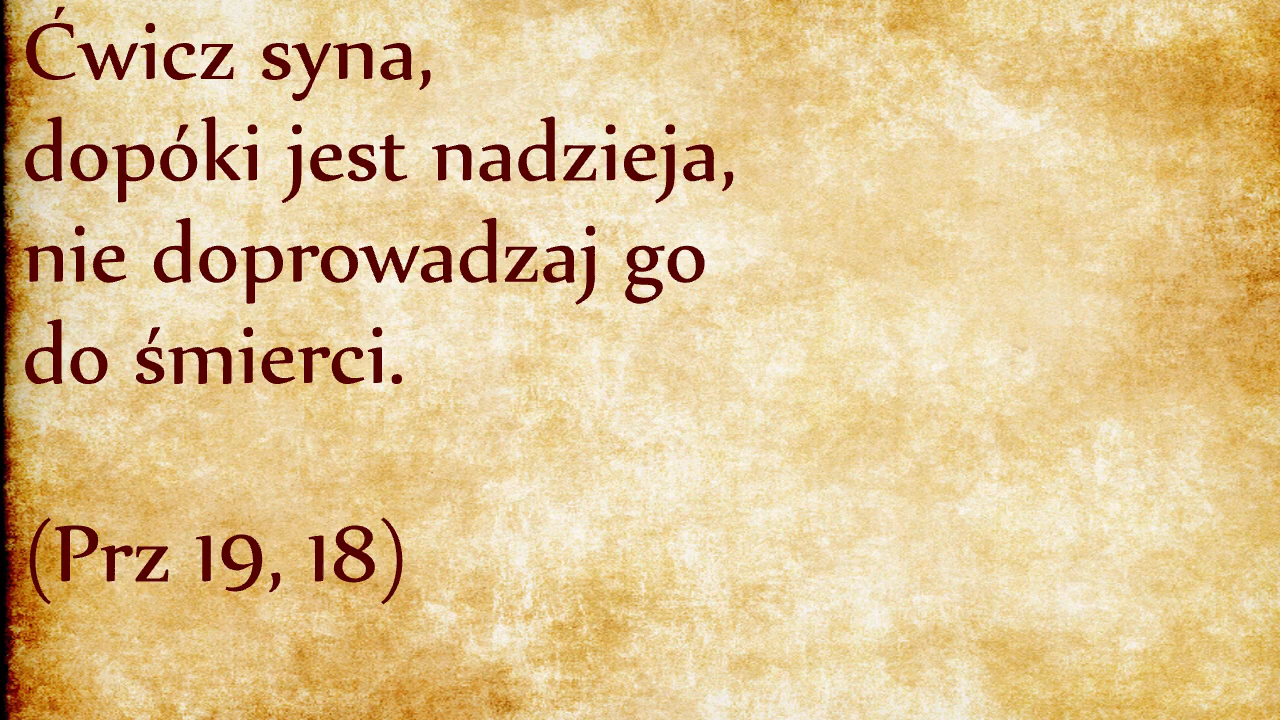 Ćwicz syna,
dopóki jest nadzieja,
nie doprowadzaj go
do śmierci.
(Prz 19, 18)